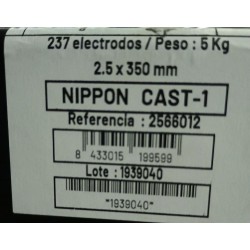 237 electrodos / Peso : 5 Kg
2.5 x 350 mm
NIPPON CAST-1
Referencia : 2566012
8 433015 199599
Lote : 1939040
"1939040"